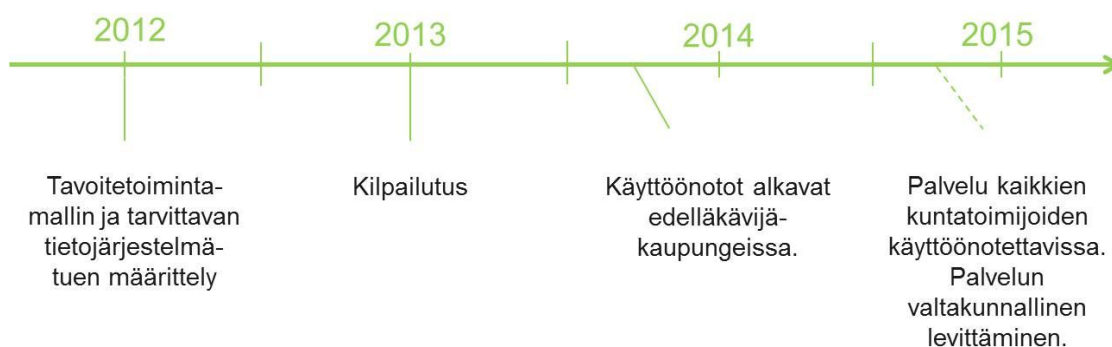 2012
2013
2014
2015
Tavoitetoiminta-
mallin ja tarvittavan
tietojärjestelmä-
tuen määrittely
Kilpailutus
Käyttöönotot alkavat
edelläkävijä-
kaupungeissa.
Palvelu kaikkien
kuntatoimijoiden
käyttöönotettavissa.
Palvelun
valtakunnallinen
levittäminen.